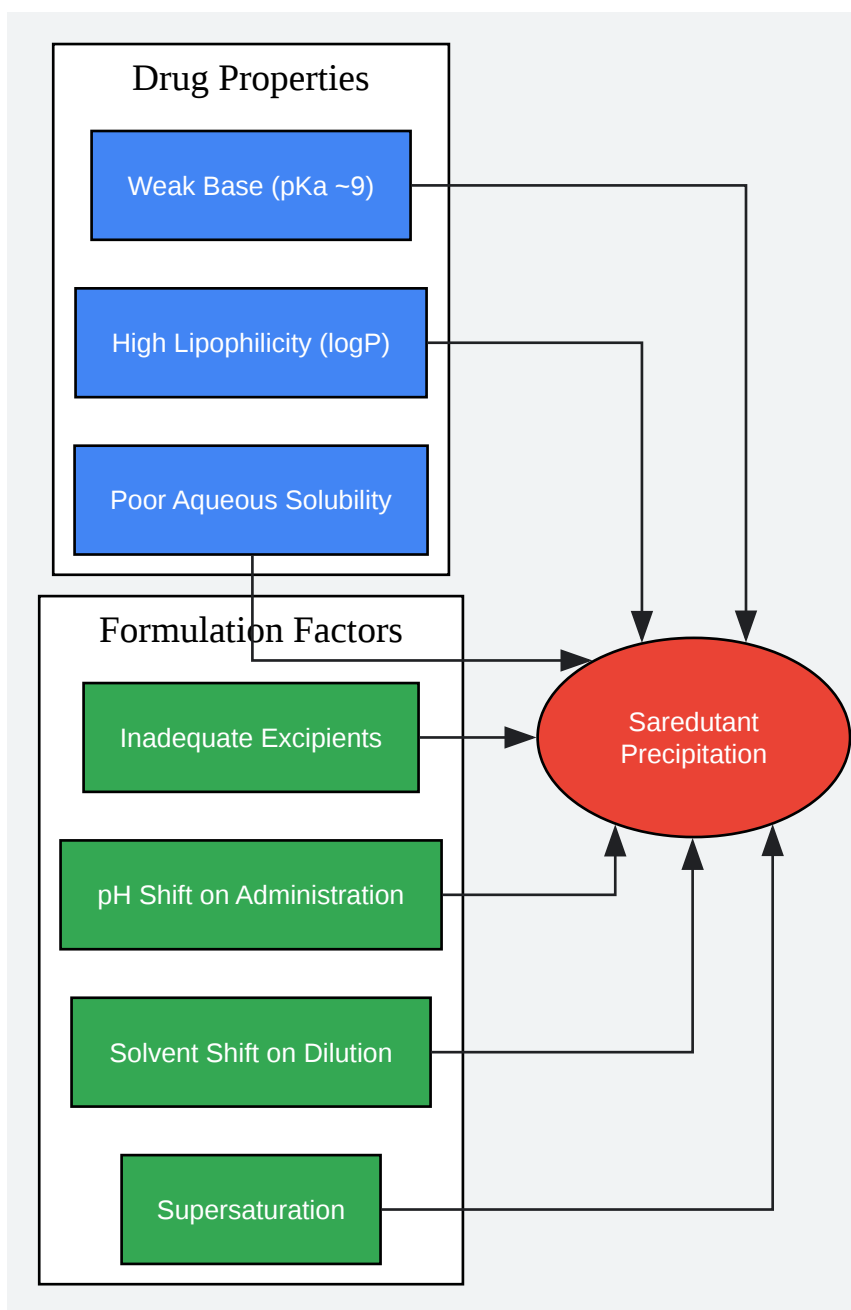 Drug Properties
Weak Base (pKa ~9)
High Lipophilicity (logP)
Poor Aqueous Solubility
Formulation Factors
Inadequate Excipients
pH Shift on Administration
Solvent Shift on Dilution
Supersaturation
Saredutant
Precipitation